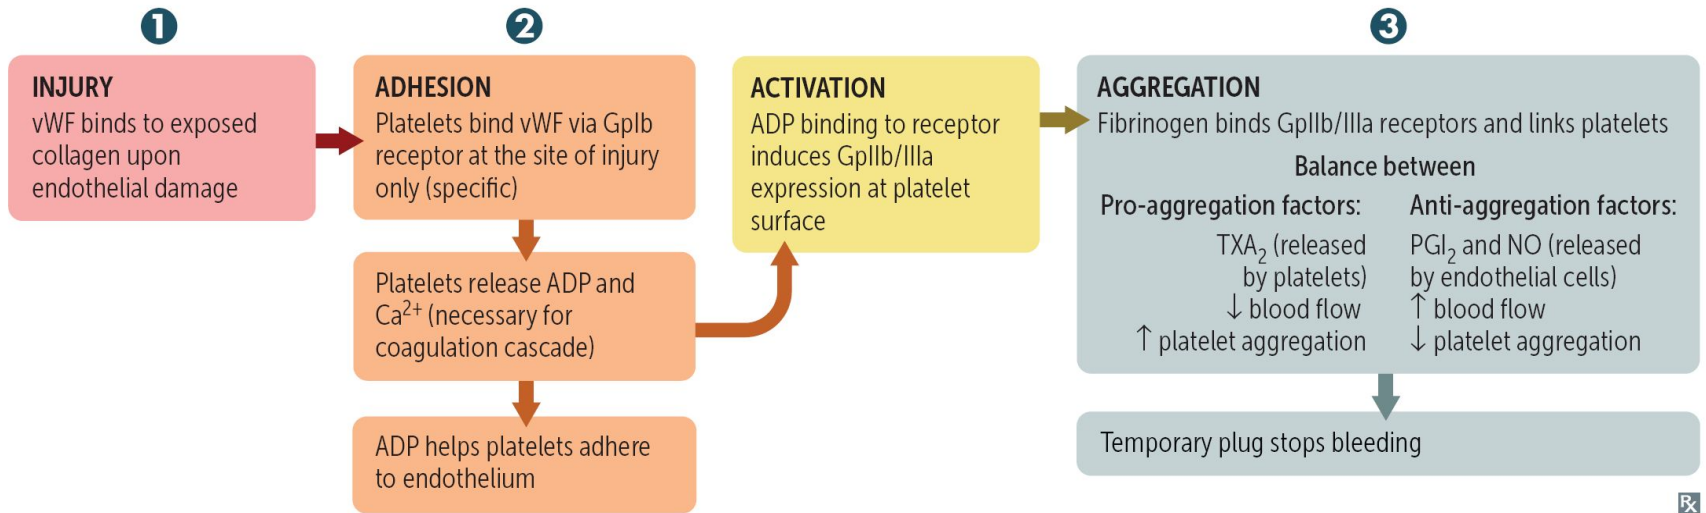 1
INJURY
vWF binds to exposed
collagen upon
endothelial damage
2
ADHESION
Platelets bind vWF via GpIb
receptor at the site of injury
only (specific)
Platelets release ADP and
Ca²⁺ (necessary for
coagulation cascade)
ADP helps platelets adhere
to endothelium
ACTIVATION
ADP binding to receptor
induces GpIIb/IIIa
expression at platelet
surface
3
AGGREGATION
Fibrinogen binds GpIIb/IIIa receptors and links platelets
Balance between
Pro-aggregation factors:
TXA₂ (released
by platelets)
↓ blood flow
↑ platelet aggregation
Anti-aggregation factors:
PGI₂ and NO (released
by endothelial cells)
↑ blood flow
↓ platelet aggregation
Temporary plug stops bleeding
Rx